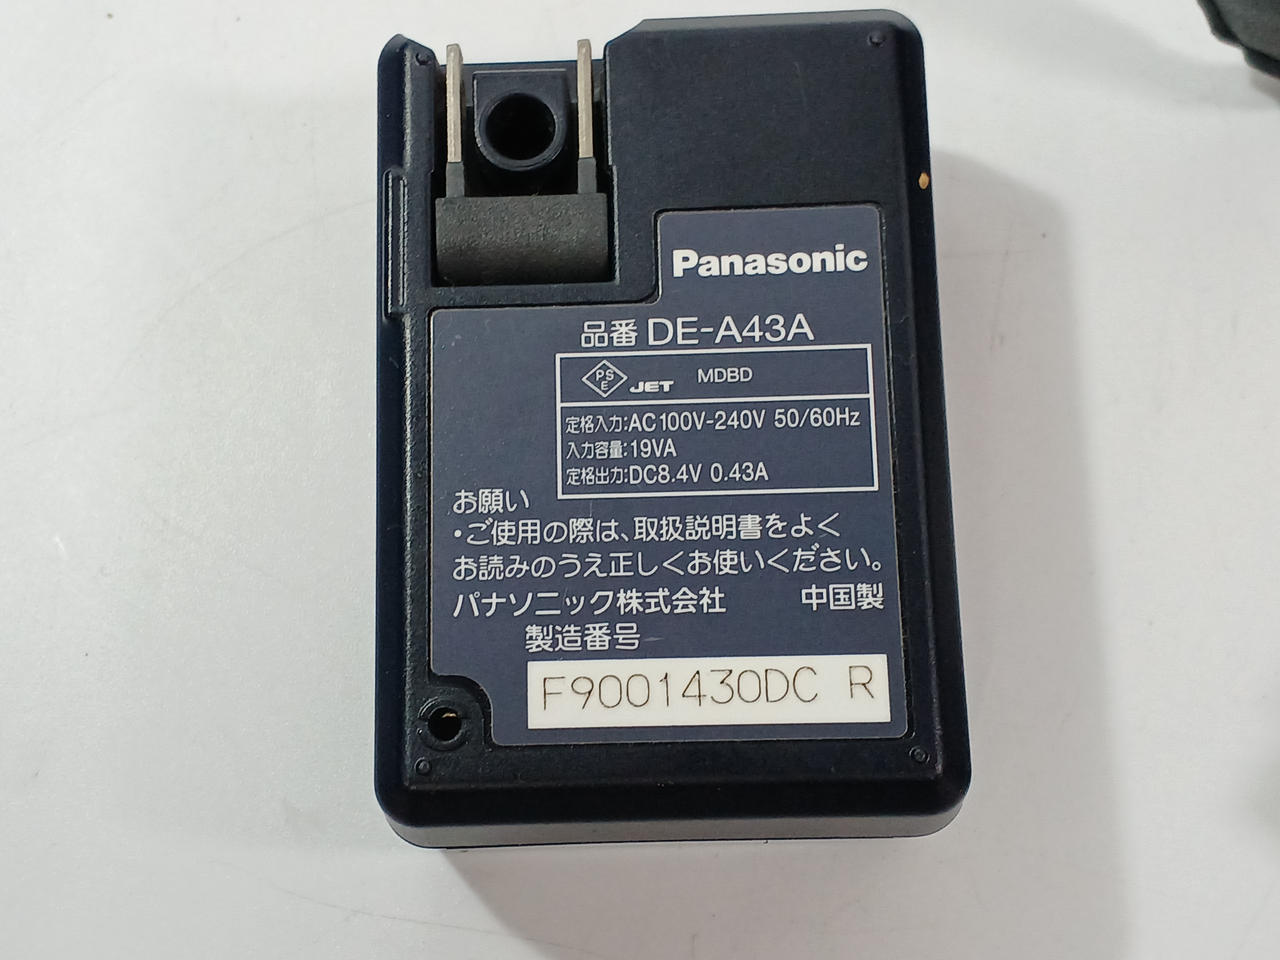 Panasonic
品番 DE-A43A
PS
E JET MDBD
定格入力:AC100V-240V 50/60Hz
入力容量:19VA
定格出力:DC8.4V 0.43A
お願い
・ご使用の際は、取扱説明書をよく
お読みのうえ正しくお使いください。
パナソニック株式会社 中国製
製造番号
F9001430DC R